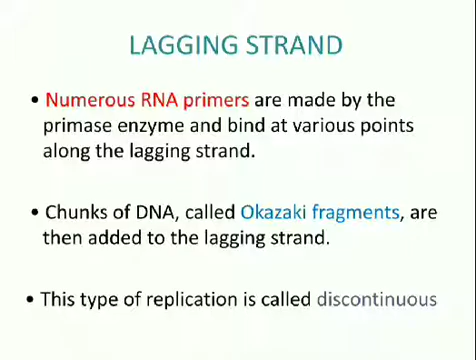 LAGGING STRAND
• Numerous RNA primers are made by the
primase enzyme and bind at various points
along the lagging strand.
• Chunks of DNA, called Okazaki fragments, are
then added to the lagging strand.
• This type of replication is called discontinuous